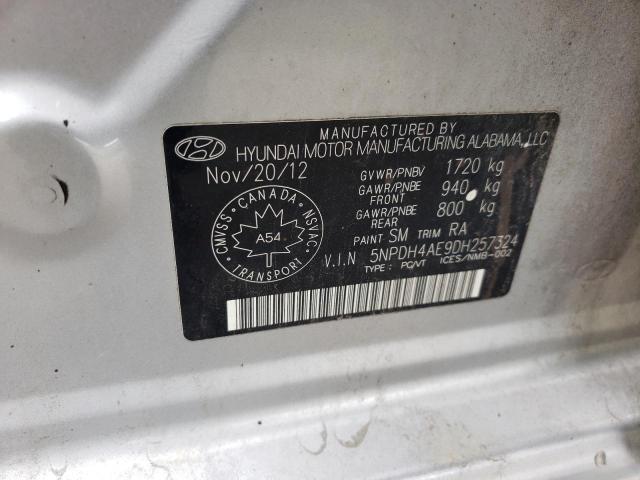 MANUFACTURED BY
HYUNDAI MOTOR MANUFACTURING ALABAMA, LLC
Nov/20/12
GVWR/PNBV 1720 kg
GAWR/PNBE FRONT 940 kg
GAWR/PNBE REAR 800 kg
PAINT SM TRIM RA
V.I.N 5NPDH4AE9DH257324
TYPE: PC/VT ICES/NMB-002
CANADA
CMVSS
NSVAC
A54
TRANSPORT